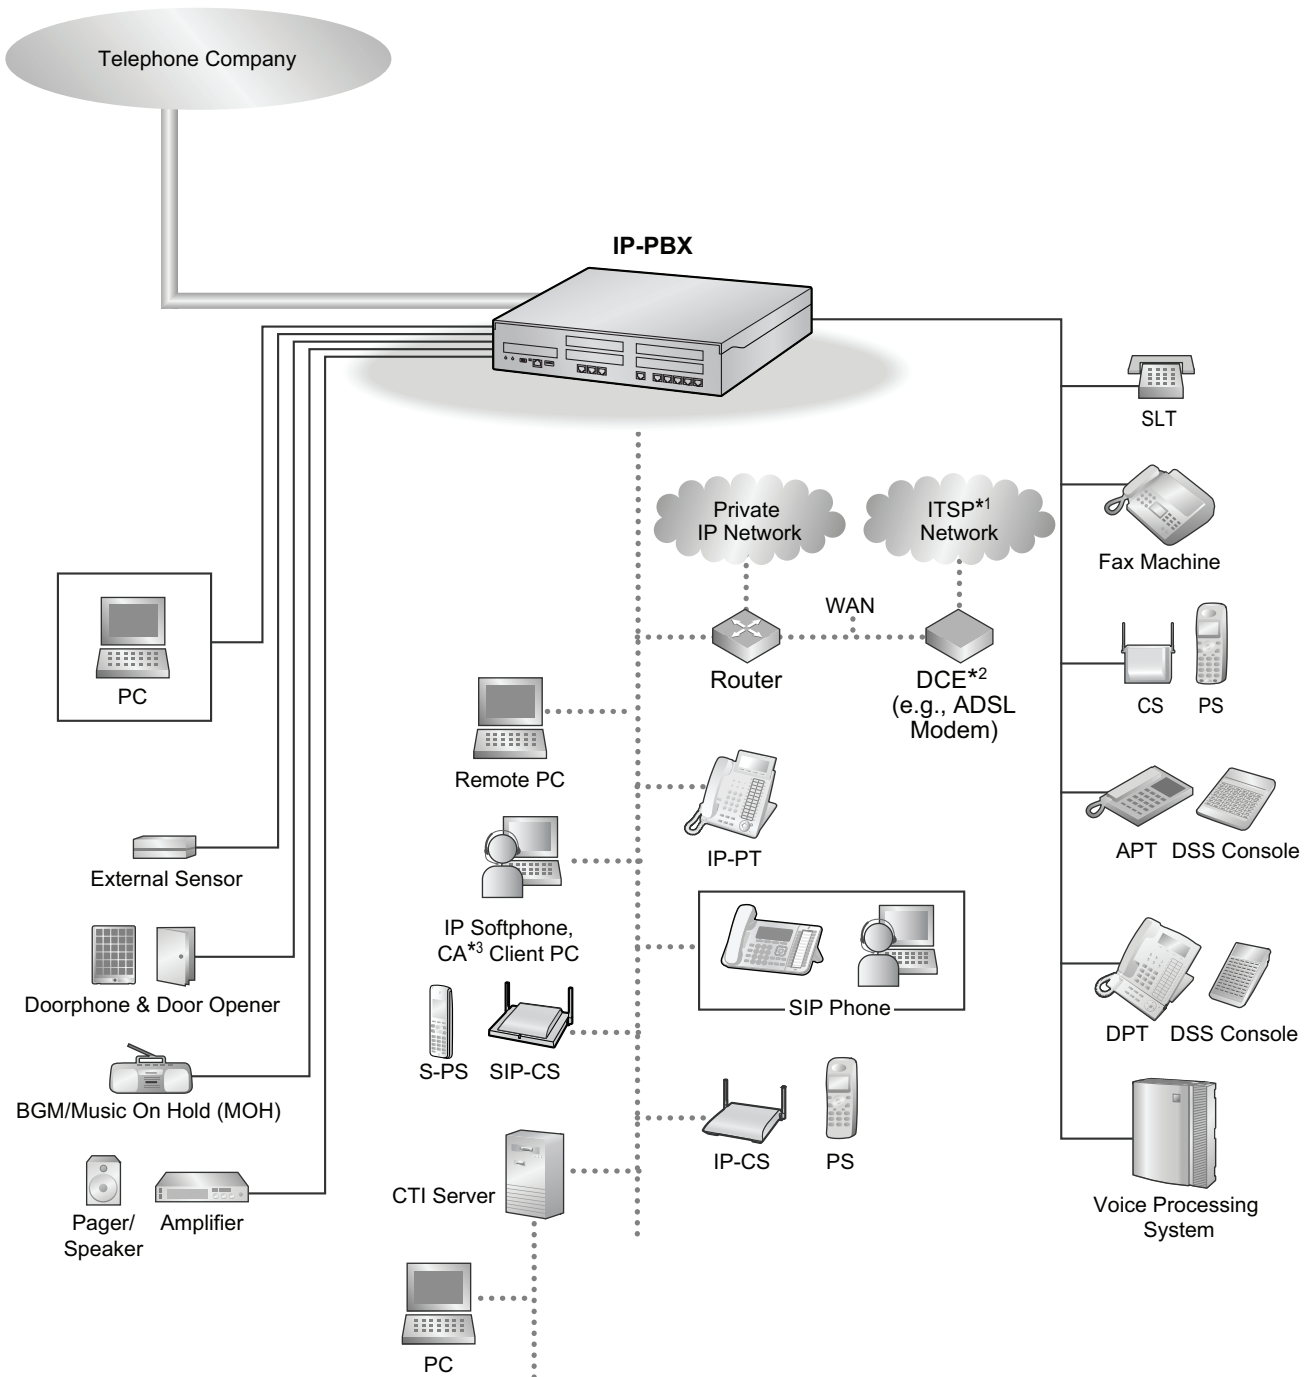 Telephone Company
IP-PBX
SLT
Private
IP Network
ITSP*1
Network
Fax Machine
WAN
Router
DCE*2
(e.g., ADSL
Modem)
CS
PS
PC
Remote PC
IP-PT
APT
DSS Console
External Sensor
IP Softphone,
CA*3 Client PC
SIP Phone
Doorphone & Door Opener
DPT
DSS Console
S-PS
SIP-CS
BGM/Music On Hold (MOH)
IP-CS
PS
CTI Server
Voice Processing
System
Pager/
Speaker
Amplifier
PC